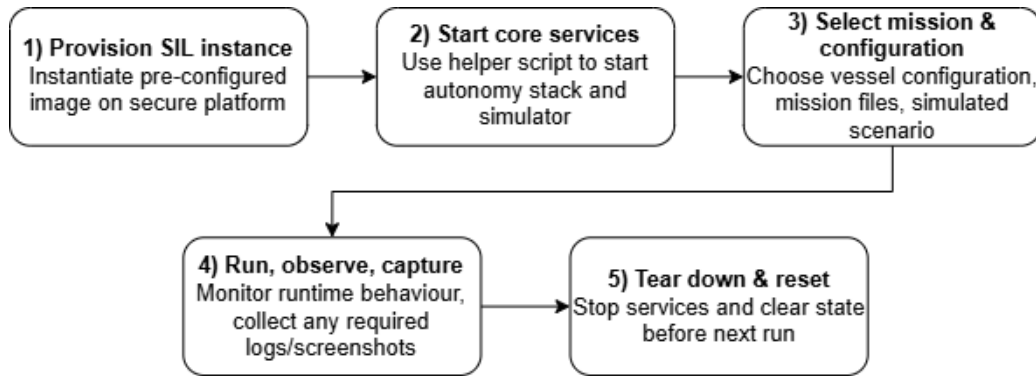 1) Provision SIL instance
Instantiate pre-configured
image on secure platform
2) Start core services
Use helper script to start
autonomy stack and
simulator
3) Select mission &
configuration
Choose vessel configuration,
mission files, simulated
scenario
4) Run, observe, capture
Monitor runtime behaviour,
collect any required
logs/screenshots
5) Tear down & reset
Stop services and clear state
before next run